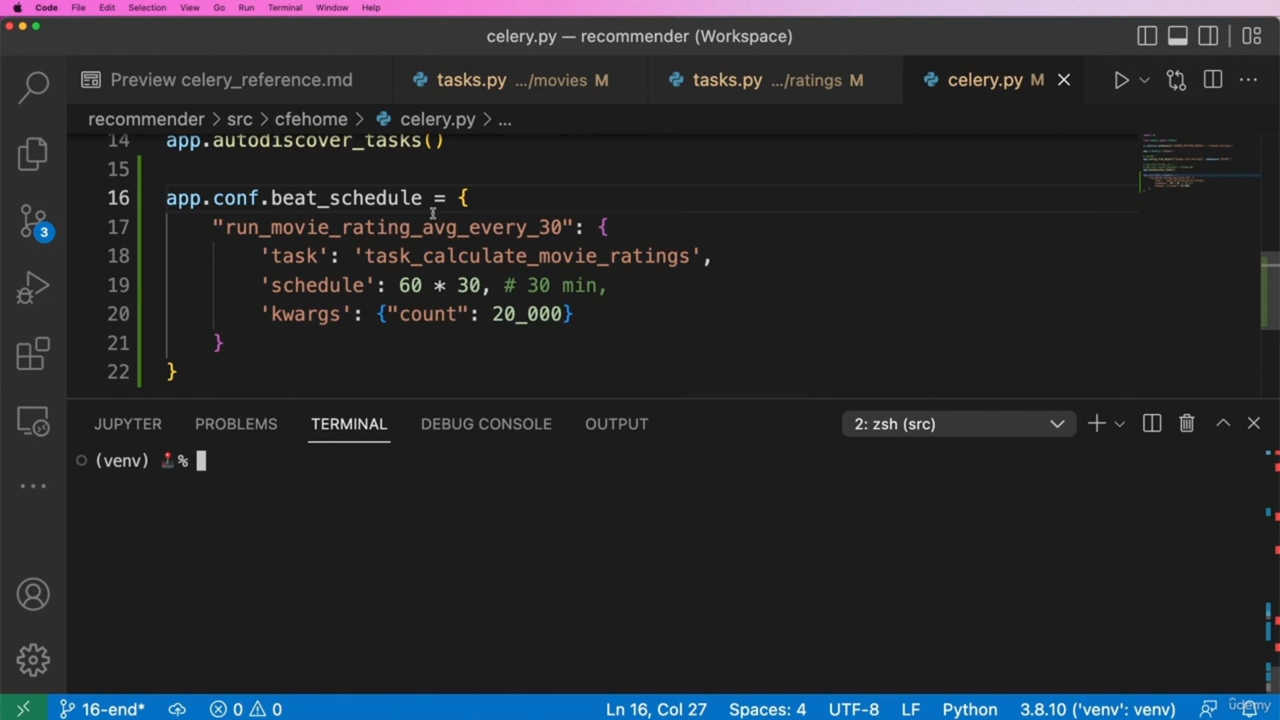 Code File Edit Selection View Go Run Terminal Window Help
celery.py — recommender (Workspace)
Preview celery_reference.md tasks.py .../movies M tasks.py .../ratings M celery.py M
recommender > src > cfehome > celery.py > ...
14 app.autodiscover_tasks()
15
16 app.conf.beat_schedule = {
17 "run_movie_rating_avg_every_30": {
18 'task': 'task_calculate_movie_ratings',
19 'schedule': 60 * 30, # 30 min,
20 'kwargs': {"count": 20_000}
21 }
22 }
3
JUPYTER PROBLEMS TERMINAL DEBUG CONSOLE OUTPUT 2: zsh (src)
(venv) %
16-end* 0 0 Ln 16, Col 27 Spaces: 4 UTF-8 LF Python 3.8.10 ('venv': venv)
udemy